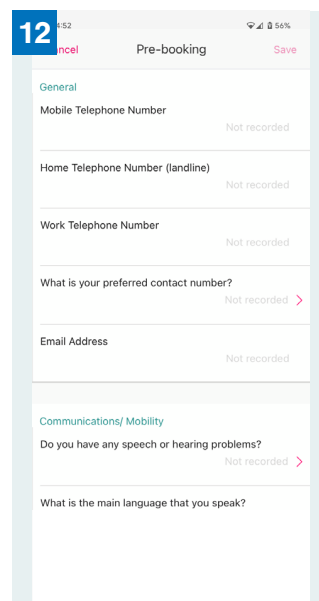 12
4:52 56%
ncel Pre-booking Save
General
Mobile Telephone Number
Not recorded
Home Telephone Number (landline)
Not recorded
Work Telephone Number
Not recorded
What is your preferred contact number?
Not recorded
Email Address
Not recorded
Communications/ Mobility
Do you have any speech or hearing problems?
Not recorded
What is the main language that you speak?